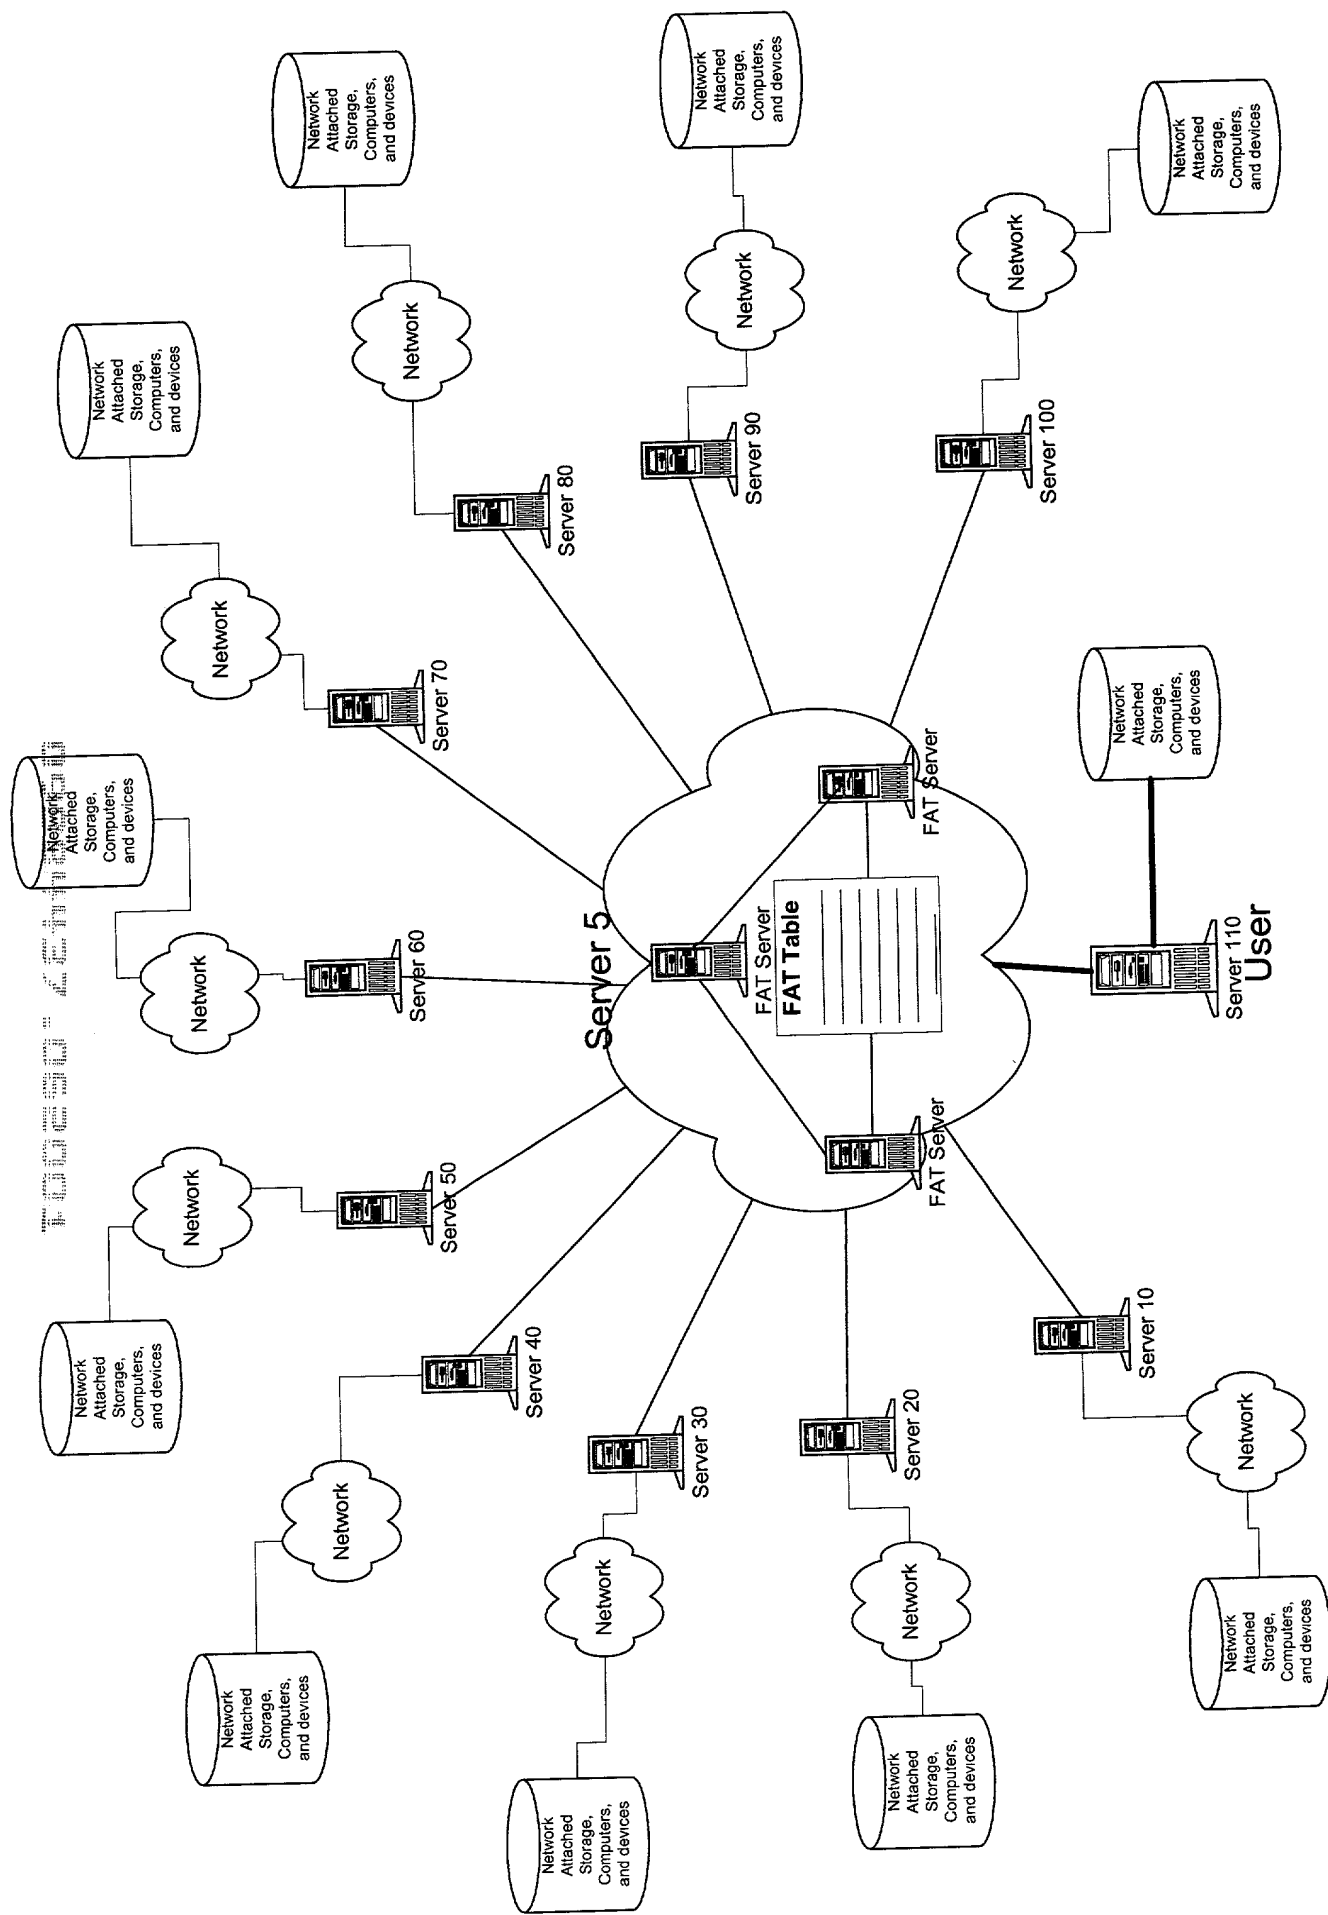 Network
Attached
Storage,
Computers,
and devices
Network
Server 60
Network
Attached
Storage,
Computers,
and devices
Network
Server 50
Network
Attached
Storage,
Computers,
and devices
Network
Server 70
Network
Attached
Storage,
Computers,
and devices
Network
Server 40
Network
Attached
Storage,
Computers,
and devices
Network
Server 80
Network
Attached
Storage,
Computers,
and devices
Network
Server 30
Server 5
FAT Server
FAT Table
FAT Server
FAT Server
Network
Attached
Storage,
Computers,
and devices
Network
Server 90
Network
Attached
Storage,
Computers,
and devices
Network
Server 20
Network
Attached
Storage,
Computers,
and devices
Network
Server 100
Network
Attached
Storage,
Computers,
and devices
Network
Server 10
Network
Attached
Storage,
Computers,
and devices
Server 110
User